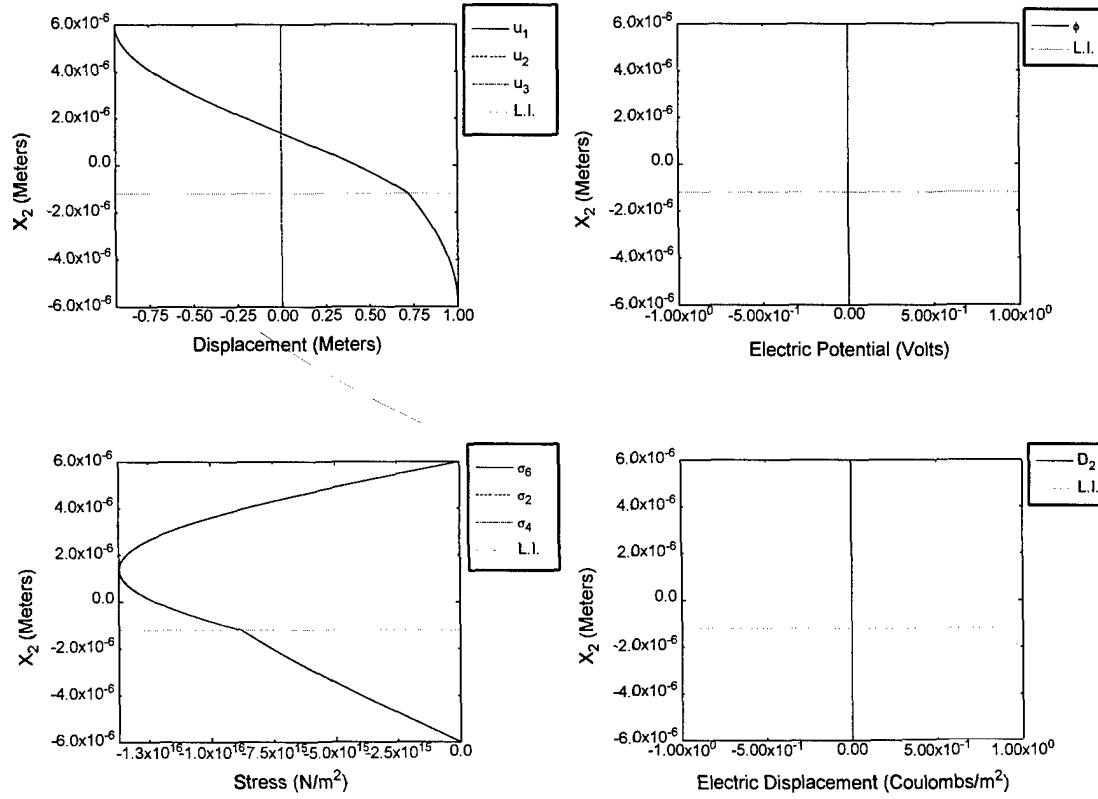 6.0x10⁻⁶
4.0x10⁻⁶
2.0x10⁻⁶
0.0
-2.0x10⁻⁶
-4.0x10⁻⁶
-6.0x10⁻⁶
X₂ (Meters)
-0.75 -0.50 -0.25 0.00 0.25 0.50 0.75 1.00
Displacement (Meters)
u₁
u₂
u₃
L.I.
6.0x10⁻⁶
4.0x10⁻⁶
2.0x10⁻⁶
0.0
-2.0x10⁻⁶
-4.0x10⁻⁶
-6.0x10⁻⁶
X₂ (Meters)
-1.00x10⁰ -5.00x10⁻¹ 0.00 5.00x10⁻¹ 1.00x10⁰
Electric Potential (Volts)
ϕ
L.I.
6.0x10⁻⁶
4.0x10⁻⁶
2.0x10⁻⁶
0.0
-2.0x10⁻⁶
-4.0x10⁻⁶
-6.0x10⁻⁶
X₂ (Meters)
-1.3x10¹⁶ -1.0x10¹⁶ -7.5x10¹⁵ -5.0x10¹⁵ -2.5x10¹⁵ 0.0
Stress (N/m²)
σ₆
σ₂
σ₄
L.I.
6.0x10⁻⁶
4.0x10⁻⁶
2.0x10⁻⁶
0.0
-2.0x10⁻⁶
-4.0x10⁻⁶
-6.0x10⁻⁶
X₂ (Meters)
-1.00x10⁰ -5.00x10⁻¹ 0.00 5.00x10⁻¹ 1.00x10⁰
Electric Displacement (Coulombs/m²)
D₂
L.I.